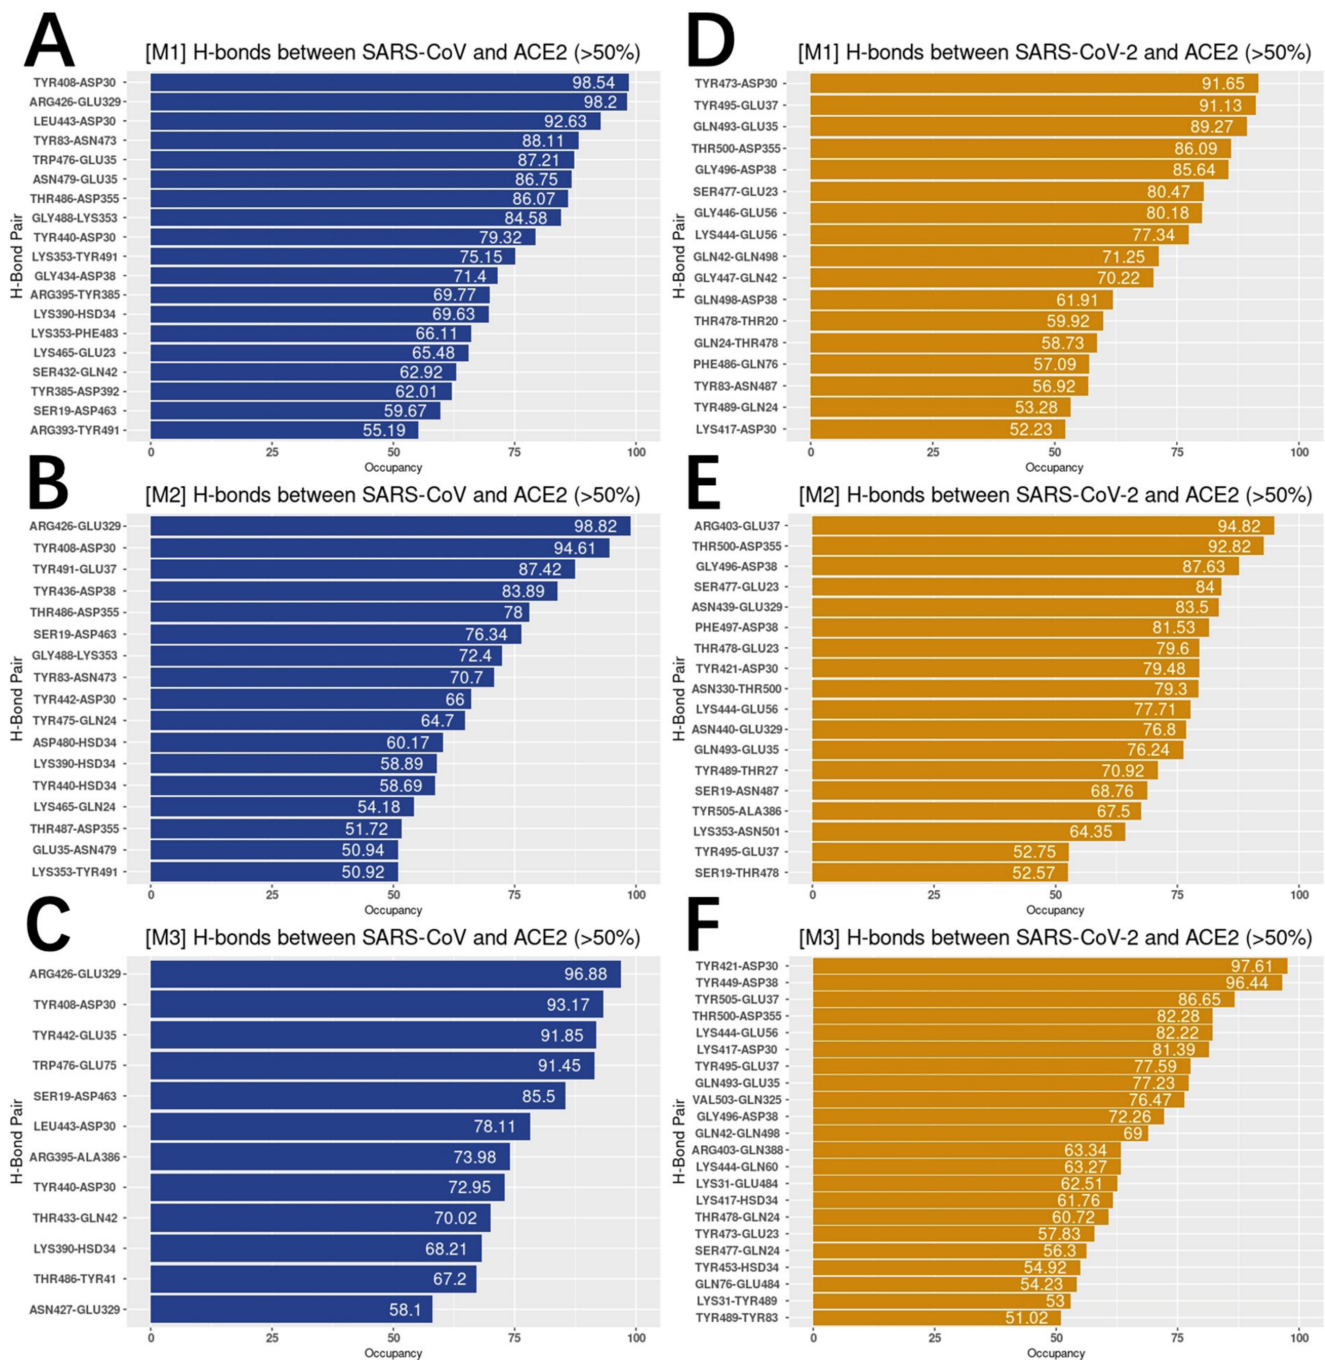 A
[M1] H-bonds between SARS-CoV and ACE2 (>50%)
H-Bond Pair
TYR408-ASP30 98.54
ARG426-GLU329 98.2
LEU443-ASP30 92.63
TYR83-ASN473 88.11
TRP476-GLU35 87.21
ASN479-GLU35 86.75
THR486-ASP355 86.07
GLY488-LYS353 84.58
TYR440-ASP30 79.32
LYS353-TYR491 75.15
GLY434-ASP38 71.4
ARG395-TYR385 69.77
LYS390-HSD34 69.63
LYS353-PHE483 66.11
LYS465-GLU23 65.48
SER432-GLN42 62.92
TYR385-ASP392 62.01
SER19-ASP463 59.67
ARG393-TYR491 55.19
0 25 50 75 100
Occupancy
B
[M2] H-bonds between SARS-CoV and ACE2 (>50%)
H-Bond Pair
ARG426-GLU329 98.82
TYR408-ASP30 94.61
TYR491-GLU37 87.42
TYR436-ASP38 83.89
THR486-ASP355 78
SER19-ASP463 76.34
GLY488-LYS353 72.4
TYR83-ASN473 70.7
TYR442-ASP30 66
TYR475-GLN24 64.7
ASP480-HSD34 60.17
LYS390-HSD34 58.89
TYR440-HSD34 58.69
LYS465-GLN24 54.18
THR487-ASP355 51.72
GLU35-ASN479 50.94
LYS353-TYR491 50.92
0 25 50 75 100
Occupancy
C
[M3] H-bonds between SARS-CoV and ACE2 (>50%)
H-Bond Pair
ARG426-GLU329 96.88
TYR408-ASP30 93.17
TYR442-GLU35 91.85
TRP476-GLU75 91.45
SER19-ASP463 85.5
LEU443-ASP30 78.11
ARG395-ALA386 73.98
TYR440-ASP30 72.95
THR433-GLN42 70.02
LYS390-HSD34 68.21
THR486-TYR41 67.2
ASN427-GLU329 58.1
0 25 50 75 100
Occupancy
D
[M1] H-bonds between SARS-CoV-2 and ACE2 (>50%)
H-Bond Pair
TYR473-ASP30 91.65
TYR495-GLU37 91.13
GLN493-GLU35 89.27
THR500-ASP355 86.09
GLY496-ASP38 85.64
SER477-GLU23 80.47
GLY446-GLU56 80.18
LYS444-GLU56 77.34
GLN42-GLN498 71.25
GLY447-GLN42 70.22
GLN498-ASP38 61.91
THR478-THR20 59.92
GLN24-THR478 58.73
PHE486-GLN76 57.09
TYR83-ASN487 56.92
TYR489-GLN24 53.28
LYS417-ASP30 52.23
0 25 50 75 100
Occupancy
E
[M2] H-bonds between SARS-CoV-2 and ACE2 (>50%)
H-Bond Pair
ARG403-GLU37 94.82
THR500-ASP355 92.82
GLY496-ASP38 87.63
SER477-GLU23 84
ASN439-GLU329 83.5
PHE497-ASP38 81.53
THR478-GLU23 79.6
TYR421-ASP30 79.48
ASN330-THR500 79.3
LYS444-GLU56 77.71
ASN440-GLU329 76.8
GLN493-GLU35 76.24
TYR489-THR27 70.92
SER19-ASN487 68.76
TYR505-ALA386 67.5
LYS353-ASN501 64.35
TYR495-GLU37 52.75
SER19-THR478 52.57
0 25 50 75 100
Occupancy
F
[M3] H-bonds between SARS-CoV-2 and ACE2 (>50%)
H-Bond Pair
TYR421-ASP30 97.61
TYR449-ASP38 96.44
TYR505-GLU37 86.65
THR500-ASP355 82.28
LYS444-GLU56 82.22
LYS417-ASP30 81.39
TYR495-GLU37 77.59
GLN493-GLU35 77.23
VAL503-GLN325 76.47
GLY496-ASP38 72.26
GLN42-GLN498 69
ARG403-GLN388 63.34
LYS444-GLN60 63.27
LYS31-GLU484 62.51
LYS417-HSD34 61.76
THR478-GLN24 60.72
TYR473-GLU23 57.83
SER477-GLN24 56.3
TYR453-HSD34 54.92
GLN76-GLU484 54.23
LYS31-TYR489 53
TYR489-TYR83 51.02
0 25 50 75 100
Occupancy